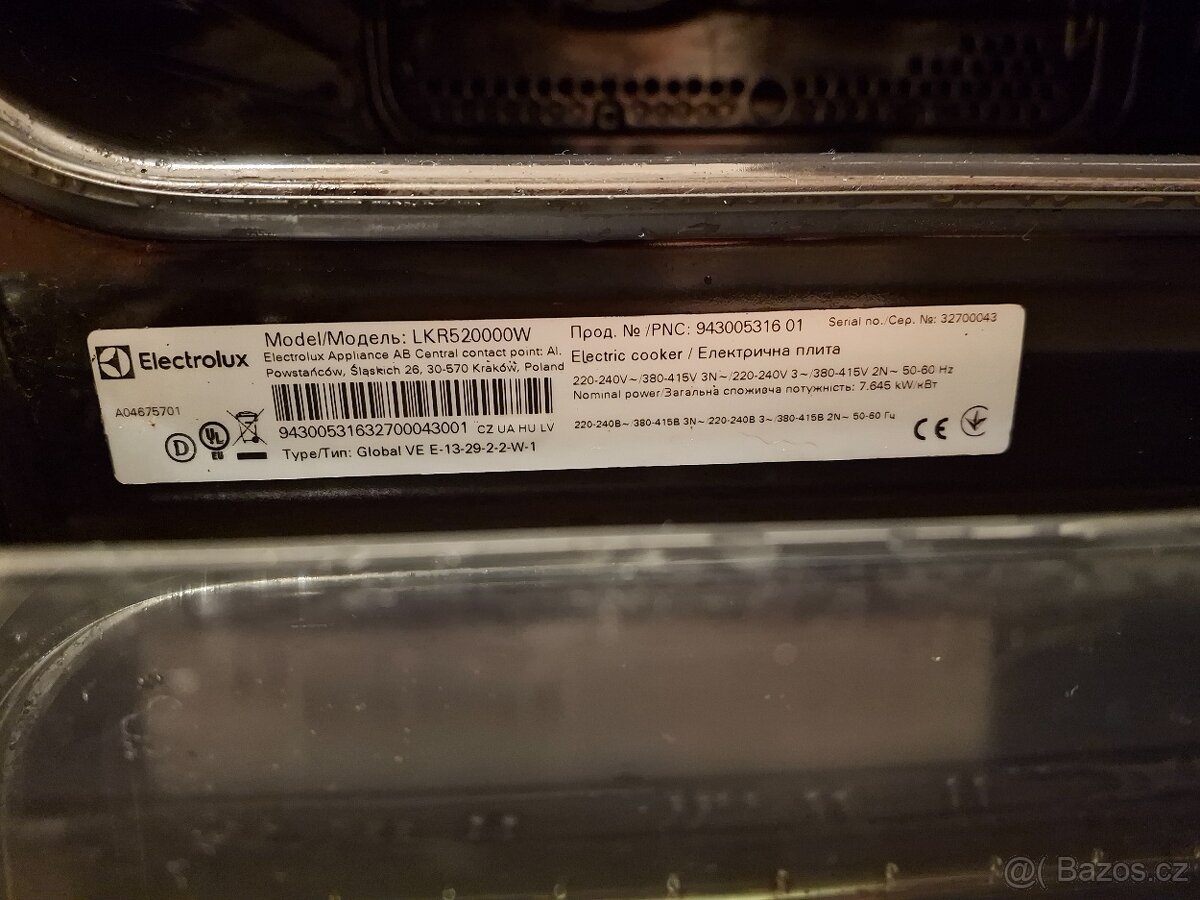 Electrolux
A04675701
D
UL
EU
Model/Модель: LKR520000W
Electrolux Appliance AB Central contact point: Al.
Powstańców, Śląskich 26, 30-570 Kraków, Poland
94300531632700043001 CZ UA HU LV
Type/Тип: Global VE E-13-29-2-2-W-1
Прод. № /PNC: 943005316 01
Serial no./Сер. №: 32700043
Electric cooker / Електрична плита
220-240V~/380-415V 3N~/220-240V 3~/380-415V 2N~ 50-60 Hz
Nominal power/Загальна споживча потужність: 7.645 kW/кВт
220-240В~/380-415В 3N~/220-240В 3~/380-415В 2N~ 50-60 Гц
CE
@( Bazos.cz